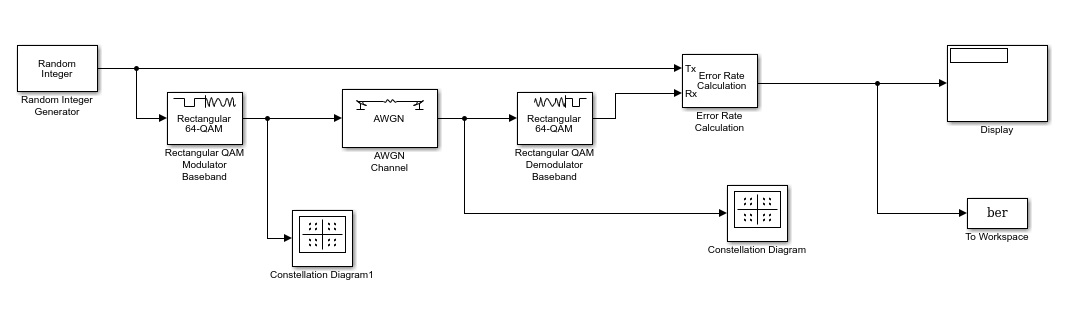 Random
Integer
Random Integer
Generator
Rectangular
64-QAM
Rectangular QAM
Modulator
Baseband
AWGN
AWGN
Channel
Rectangular
64-QAM
Rectangular QAM
Demodulator
Baseband
Tx
Rx
Error Rate
Calculation
Error Rate
Calculation
Display
Constellation Diagram1
Constellation Diagram
ber
To Workspace